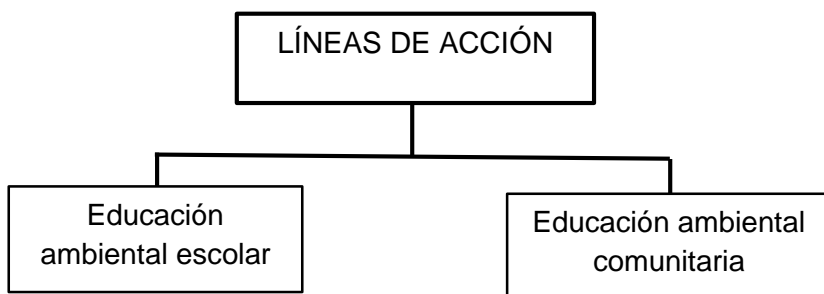 LÍNEAS DE ACCIÓN
Educación
ambiental escolar
Educación ambiental
comunitaria